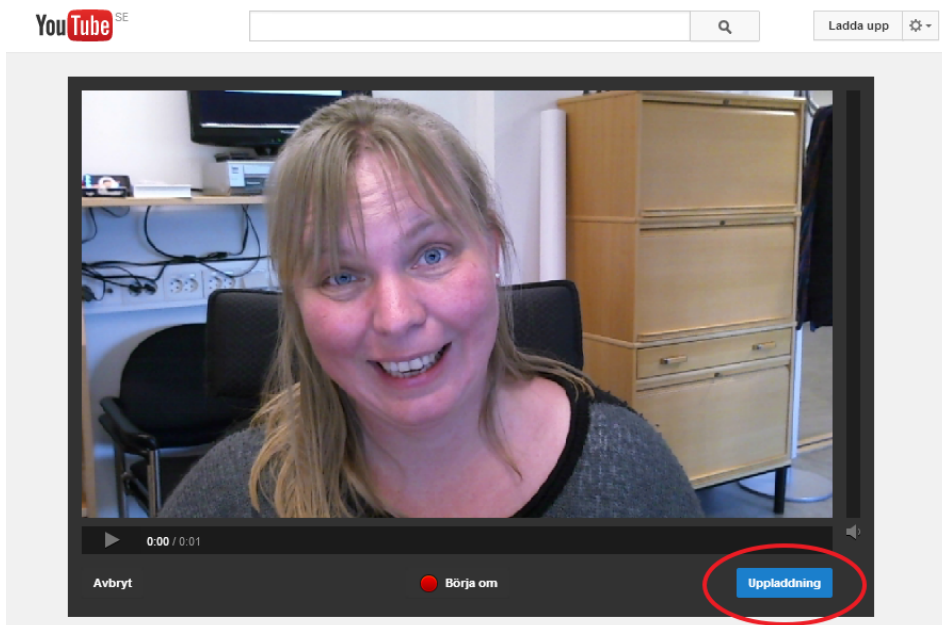 YouTube SE
Ladda upp
0:00 / 0:01
Avbryt
Börja om
Uppladdning